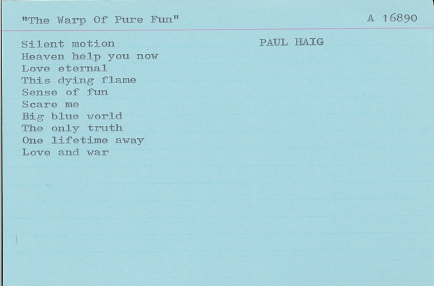 "The Warp Of Pure Fun" A 16890
Silent motion PAUL HAIG
Heaven help you now
Love eternal
This dying flame
Sense of fun
Scare me
Big blue world
The only truth
One lifetime away
Love and war